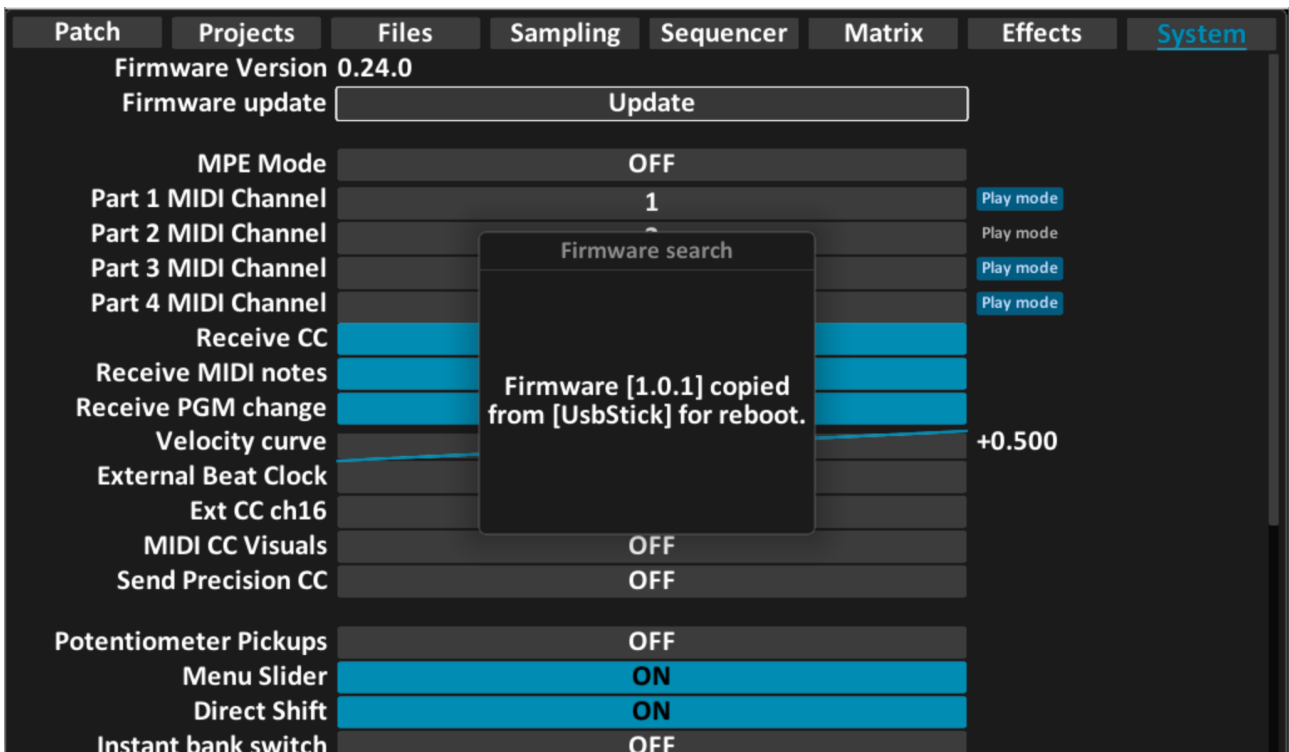 Patch Projects Files Sampling Sequencer Matrix Effects System
Firmware Version 0.24.0
Firmware update Update
MPE Mode OFF
Part 1 MIDI Channel 1 Play mode
Part 2 MIDI Channel Play mode
Part 3 MIDI Channel Play mode
Part 4 MIDI Channel Play mode
Receive CC
Receive MIDI notes
Receive PGM change
Velocity curve +0.500
External Beat Clock
Ext CC ch16
MIDI CC Visuals OFF
Send Precision CC OFF
Potentiometer Pickups OFF
Menu Slider ON
Direct Shift ON
Instant bank switch OFF
Firmware search
Firmware [1.0.1] copied
from [UsbStick] for reboot.